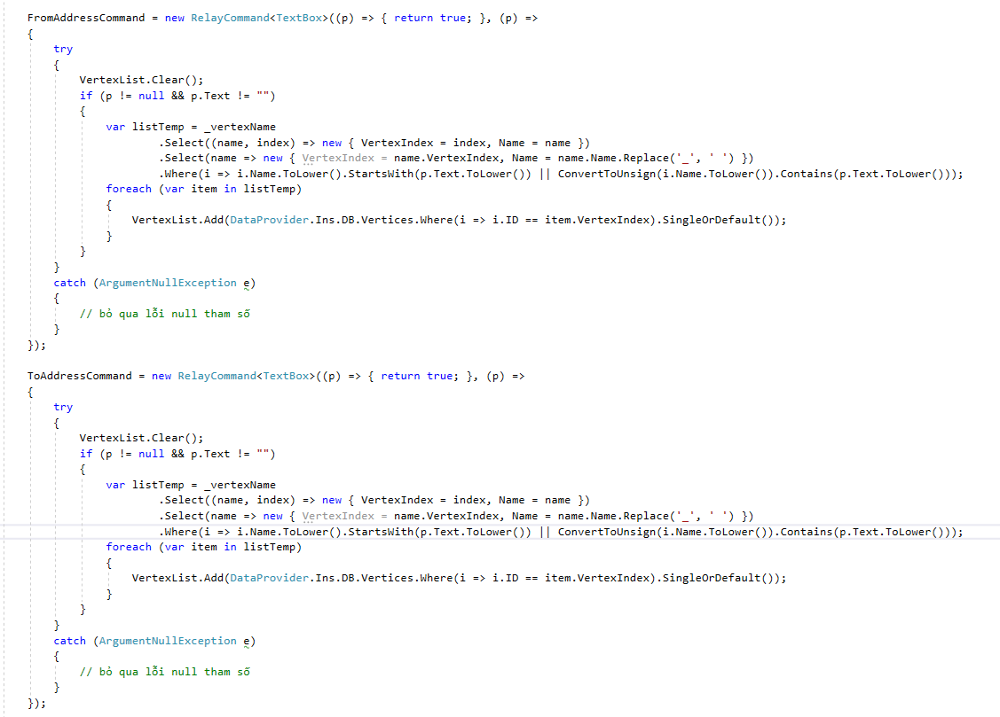 FromAddressCommand = new RelayCommand<TextBox>((p) => { return true; }, (p) =>
{
    try
    {
        VertexList.Clear();
        if (p != null && p.Text != "")
        {
            var listTemp = _vertexName
                    .Select((name, index) => new { VertexIndex = index, Name = name })
                    .Select(name => new { VertexIndex = name.VertexIndex, Name = name.Name.Replace('_', ' ') })
                    .Where(i => i.Name.ToLower().StartsWith(p.Text.ToLower()) || ConvertToUnsign(i.Name.ToLower()).Contains(p.Text.ToLower()));
            foreach (var item in listTemp)
            {
                VertexList.Add(DataProvider.Ins.DB.Vertices.Where(i => i.ID == item.VertexIndex).SingleOrDefault());
            }
        }
    }
    catch (ArgumentNullException e)
    {
        // bỏ qua lỗi null tham số
    }
});

ToAddressCommand = new RelayCommand<TextBox>((p) => { return true; }, (p) =>
{
    try
    {
        VertexList.Clear();
        if (p != null && p.Text != "")
        {
            var listTemp = _vertexName
                    .Select((name, index) => new { VertexIndex = index, Name = name })
                    .Select(name => new { VertexIndex = name.VertexIndex, Name = name.Name.Replace('_', ' ') })
                    .Where(i => i.Name.ToLower().StartsWith(p.Text.ToLower()) || ConvertToUnsign(i.Name.ToLower()).Contains(p.Text.ToLower()));
            foreach (var item in listTemp)
            {
                VertexList.Add(DataProvider.Ins.DB.Vertices.Where(i => i.ID == item.VertexIndex).SingleOrDefault());
            }
        }
    }
    catch (ArgumentNullException e)
    {
        // bỏ qua lỗi null tham số
    }
});